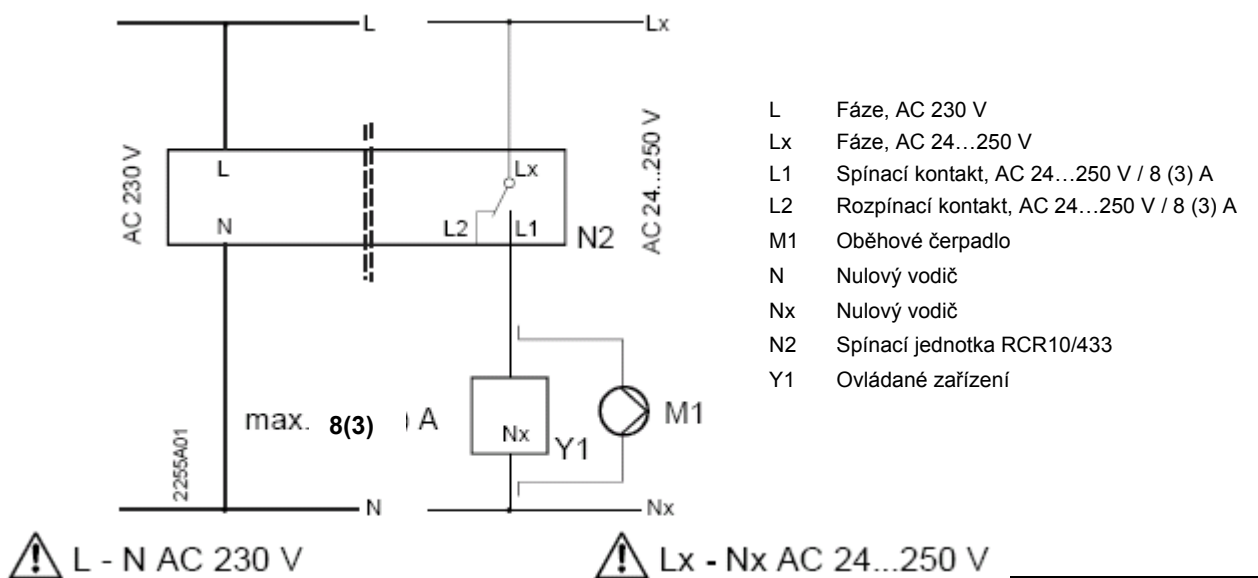 L
Lx
AC 230 V
AC 24...250 V
L
Lx
N
L2
L1
N2
max. 8(3) ) A
Nx
Y1
M1
2255A01
N
Nx
L - N AC 230 V
Lx - Nx AC 24...250 V
L Fáze, AC 230 V
Lx Fáze, AC 24…250 V
L1 Spínací kontakt, AC 24…250 V / 8 (3) A
L2 Rozpínací kontakt, AC 24…250 V / 8 (3) A
M1 Oběhové čerpadlo
N Nulový vodič
Nx Nulový vodič
N2 Spínací jednotka RCR10/433
Y1 Ovládané zařízení